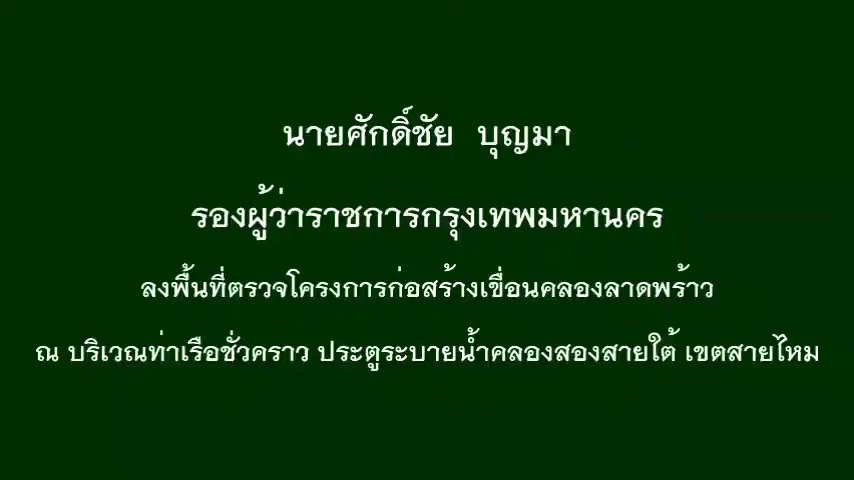 นายศักดิ์ชัย บุญมา
รองผู้ว่าราชการกรุงเทพมหานคร
ลงพื้นที่ตรวจโครงการก่อสร้างเขื่อนคลองลาดพร้าว
ณ บริเวณท่าเรือชั่วคราว ประตูระบายน้ำคลองสองสายใต้ เขตสายไหม